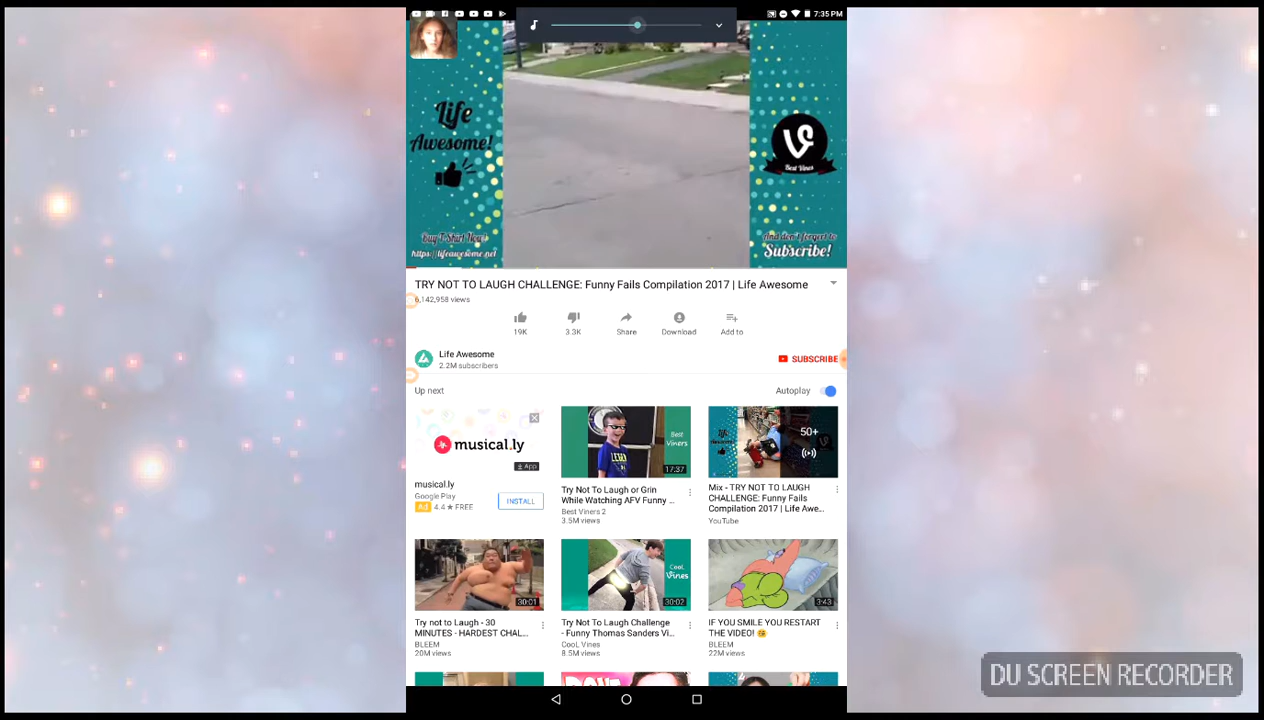 7:35 PM
Life
Awesome!
Buy T-Shirt Now!
https://lifeawesome.net
Best Vines
And don't forget to
Subscribe!
TRY NOT TO LAUGH CHALLENGE: Funny Fails Compilation 2017 | Life Awesome
6,142,958 views
19K
3.3K
Share
Download
Add to
Life Awesome
2.2M subscribers
SUBSCRIBE
Up next
Autoplay
musical.ly
App
musical.ly
Google Play
Ad 4.4 ★ FREE
INSTALL
Best
Viners
17:37
Try Not To Laugh or Grin
While Watching AFV Funny ...
Best Viners 2
3.5M views
50+
Mix - TRY NOT TO LAUGH
CHALLENGE: Funny Fails
Compilation 2017 | Life Awe...
YouTube
30:01
Try not to Laugh - 30
MINUTES - HARDEST CHAL...
BLEEM
20M views
CooL
Vines
30:02
Try Not To Laugh Challenge
- Funny Thomas Sanders Vi...
CooL Vines
8.5M views
3:43
IF YOU SMILE YOU RESTART
THE VIDEO! 😘
BLEEM
22M views
DU SCREEN RECORDER